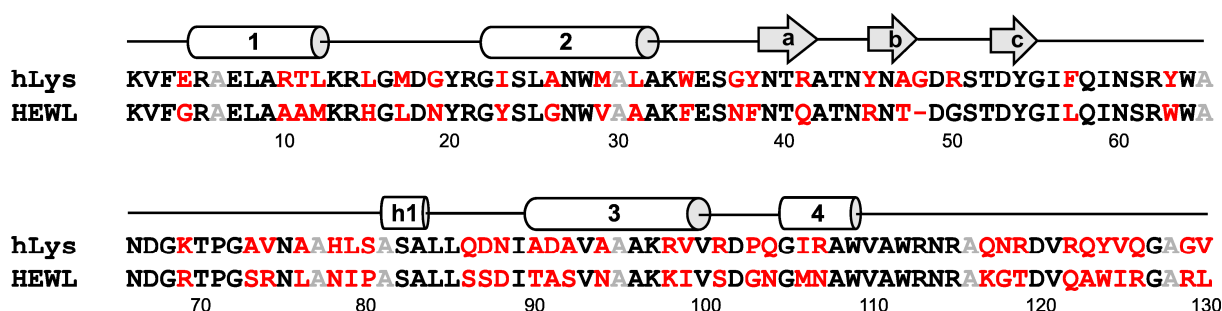 1 2 a b c
hLys KVFERAELARTLKRLGMDGYRGISLANWMALAKWESGYNTRATNYNAGDRSTDYGIFQINSRYWA
HEWL KVFGRAELAAAMKRHGLDNYRGYSLGNWVAAAKFESNFNTQATNRNT-DGSTDYGILQINSRWWA
10 20 30 40 50 60
h1 3 4
hLys NDGKTPGAVNAAHLSASALLQDNIADAVAAAKRVVRDPQGIRAWVAWRNRAQNRDVRQYVQGAGV
HEWL NDGRTPGSRNLANIPASALLSSDITASVNAAKKIVSDGNGMNAWVAWRNRAKGTDVQAWIRGARL
70 80 90 100 110 120 130